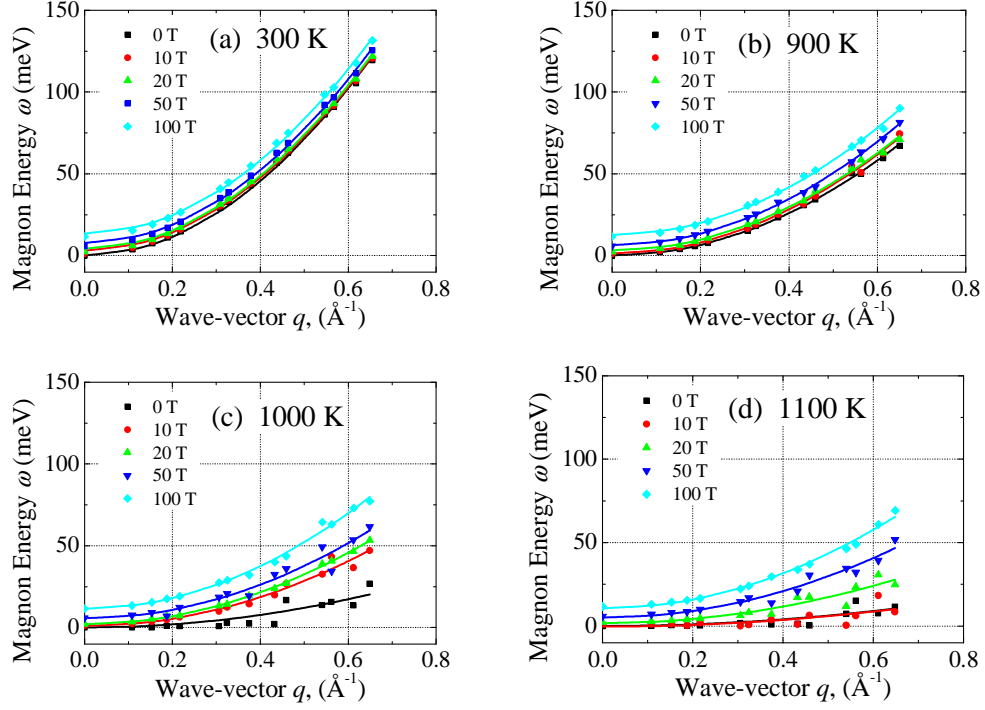 (a) 300 K
0 T
10 T
20 T
50 T
100 T
150
100
50
0
0.0 0.2 0.4 0.6 0.8
Magnon Energy ω (meV)
Wave-vector q, (Å-1)
(b) 900 K
0 T
10 T
20 T
50 T
100 T
150
100
50
0
0.0 0.2 0.4 0.6 0.8
Magnon Energy ω (meV)
Wave-vector q, (Å-1)
(c) 1000 K
0 T
10 T
20 T
50 T
100 T
150
100
50
0
0.0 0.2 0.4 0.6 0.8
Magnon Energy ω (meV)
Wave-vector q, (Å-1)
(d) 1100 K
0 T
10 T
20 T
50 T
100 T
150
100
50
0
0.0 0.2 0.4 0.6 0.8
Magnon Energy ω (meV)
Wave-vector q, (Å-1)